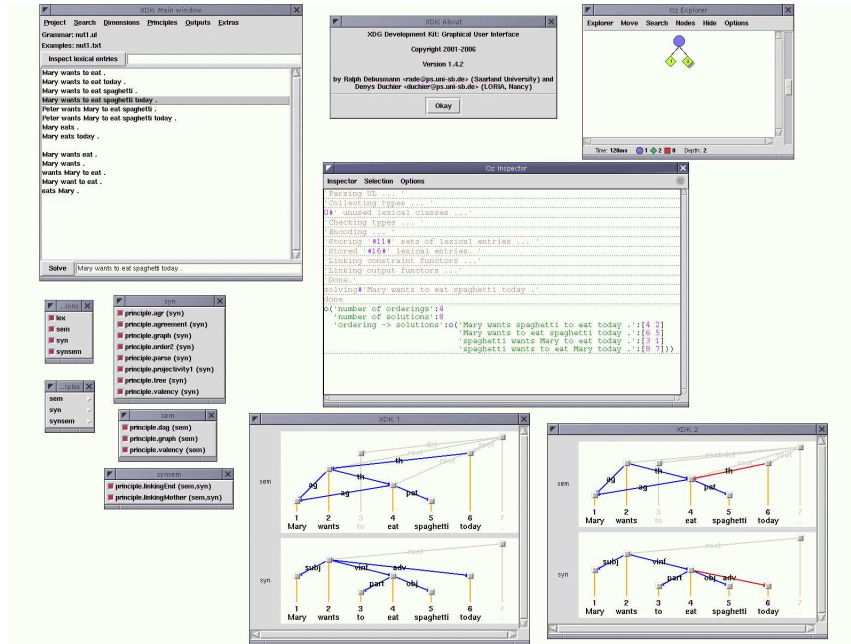 XDK: Main window
Project Search Dimensions Principles Outputs Extras
Grammar: nut1.ul
Examples: nut1.txt
Inspect lexical entries
Mary wants to eat .
Mary wants to eat today .
Mary wants to eat spaghetti .
Mary wants to eat spaghetti today .
Peter wants Mary to eat spaghetti .
Peter wants Mary to eat spaghetti today .
Mary eats .
Mary eats today .
Mary wants eat .
Mary wants .
wants Mary to eat .
Mary want to eat .
eats Mary .
Solve Mary wants to eat spaghetti today .
XDK: About
XDG Development Kit: Graphical User Interface
Copyright 2001-2006
Version 1.4.2
by Ralph Debusmann <rade@ps.uni-sb.de> (Saarland University) and
Denys Duchier <duchier@ps.uni-sb.de> (LORIA, Nancy)
Okay
Oz Explorer
Explorer Move Search Nodes Hide Options
1 2
Time: 120ms 1 2 0 Depth: 2
Oz Inspector
Inspector Selection Options
'Parsing UL ... '
'Collecting types ... '
0#' unused lexical classes ...'
'Checking types ... '
'Encoding ... '
'Storing '#11#' sets of lexical entries ... '
'Stored '#16#' lexical entries.'
'Linking constraint functors ... '
'Linking output functors ... '
'Done.'
solving#'Mary wants to eat spaghetti today .'
done
o('number of orderings':4
'number of solutions':8
'ordering -> solutions':o('Mary wants spaghetti to eat today .':[4 2]
'Mary wants to eat spaghetti today .':[6 5]
'spaghetti wants Mary to eat today .':[3 1]
'spaghetti wants to eat Mary today .':[8 7]))
..ions
lex
sem
syn
synsem
..iples
sem
syn
synsem
syn
principle.agr (syn)
principle.agreement (syn)
principle.graph (syn)
principle.order2 (syn)
principle.parse (syn)
principle.projectivity1 (syn)
principle.tree (syn)
principle.valency (syn)
sem
principle.dag (sem)
principle.graph (sem)
principle.valency (sem)
synsem
principle.linkingEnd (sem,syn)
principle.linkingMother (sem,syn)
XDK: 1
sem
del
root
root
th
th
ag
ag
pat
1 2 3 4 5 6 7
Mary wants to eat spaghetti today .
syn
root
subj vinf adv
part obj
1 2 3 4 5 6 7
Mary wants to eat spaghetti today .
XDK: 2
sem
root del
root
th th
ag
ag
pat
1 2 3 4 5 6 7
Mary wants to eat spaghetti today .
syn
root
subj vinf
part obj adv
1 2 3 4 5 6 7
Mary wants to eat spaghetti today .